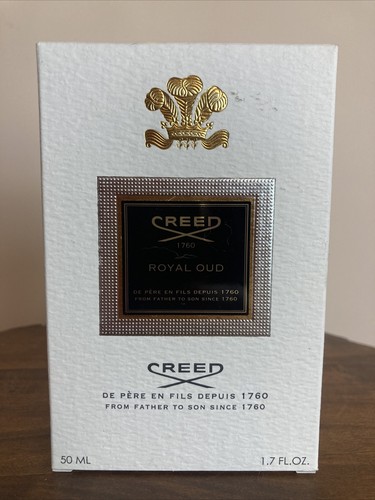 CREED
1760
ROYAL OUD
DE PÈRE EN FILS DEPUIS 1760
FROM FATHER TO SON SINCE 1760
CREED
DE PÈRE EN FILS DEPUIS 1760
FROM FATHER TO SON SINCE 1760
50 ML 1.7 FL.OZ.